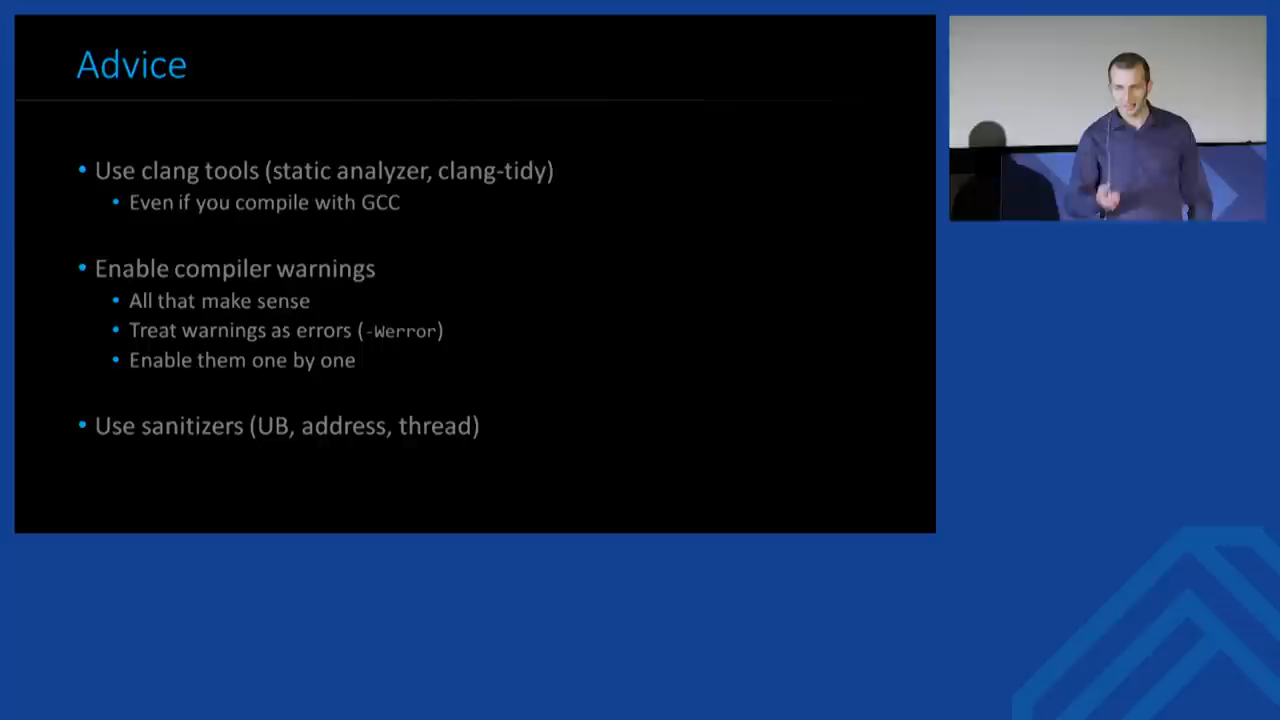 Advice
• Use clang tools (static analyzer, clang-tidy)
• Even if you compile with GCC
• Enable compiler warnings
• All that make sense
• Treat warnings as errors (-Werror)
• Enable them one by one
• Use sanitizers (UB, address, thread)